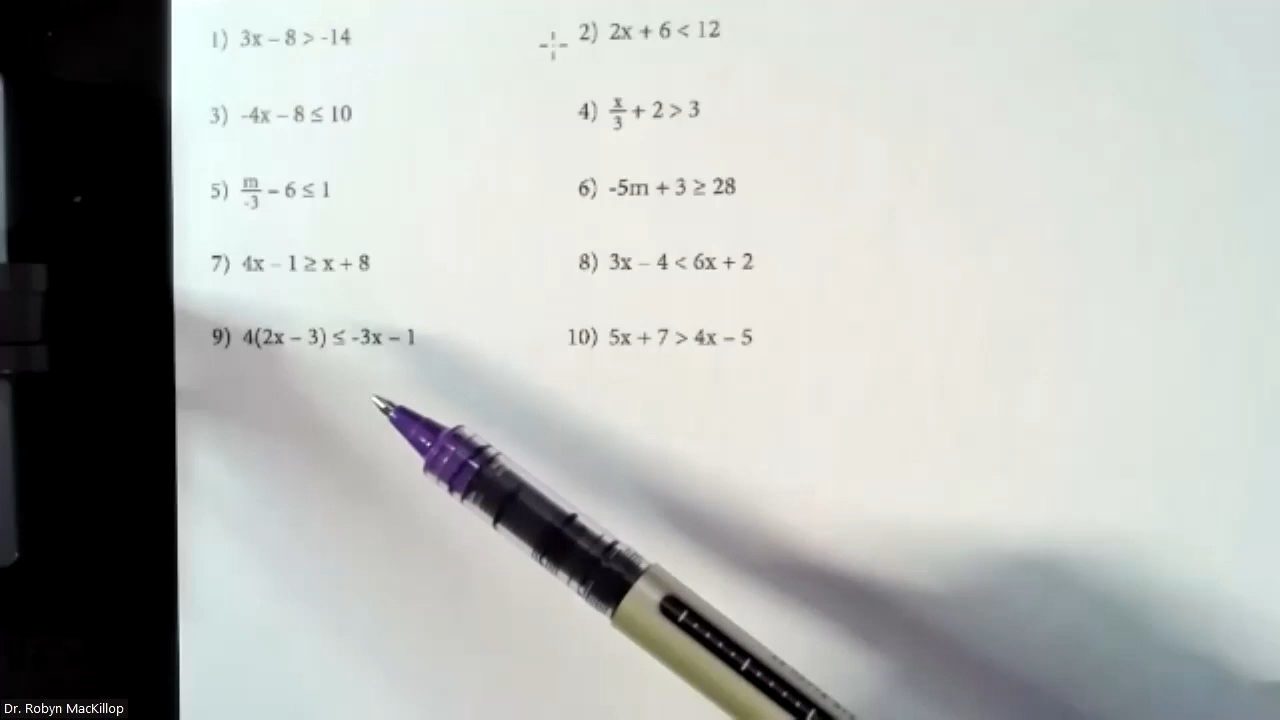 1) 3x – 8 > -14
2) 2x + 6 < 12
3) -4x – 8 ≤ 10
4) x/3 + 2 > 3
5) m/-3 – 6 ≤ 1
6) -5m + 3 ≥ 28
7) 4x – 1 ≥ x + 8
8) 3x – 4 < 6x + 2
9) 4(2x – 3) ≤ -3x – 1
10) 5x + 7 > 4x – 5
Dr. Robyn MacKillop